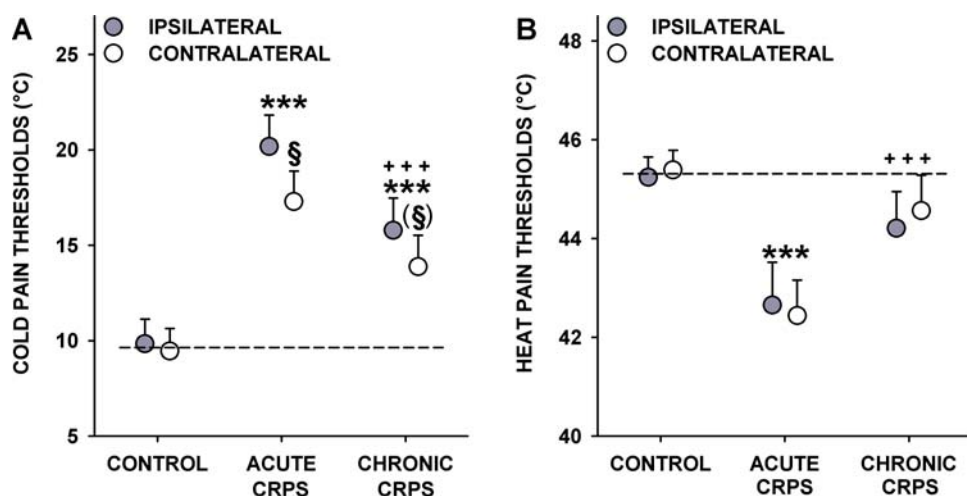 A
IPSILATERAL
CONTRALATERAL
COLD PAIN THRESHOLDS (°C)
25
20
15
10
5
***
§
+++
***
(§)
CONTROL
ACUTE
CRPS
CHRONIC
CRPS
B
IPSILATERAL
CONTRALATERAL
HEAT PAIN THRESHOLDS (°C)
48
46
44
42
40
***
+++
CONTROL
ACUTE
CRPS
CHRONIC
CRPS